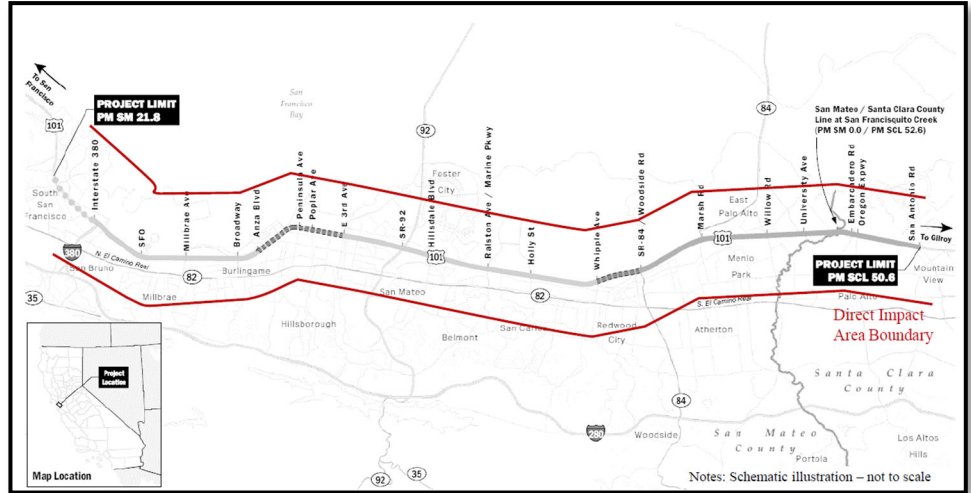 To San
Francisco
PROJECT LIMIT
PM SM 21.8
101
South
San
Francisco
Interstate 380
SFO
Millbrae Ave
Broadway
Anza Blvd
Peninsula Ave
Poplar Ave
E 3rd Ave
SR-92
Hillsdale Blvd
Ralston Ave / Marine Pkwy
Holly St
Whipple Ave
SR-84 / Woodside Rd
Marsh Rd
Willow Rd
University Ave
Embarcadero Rd
Oregon Expwy
San Antonio Rd
San
Francisco
Bay
92
Foster
City
84
San Mateo / Santa Clara County
Line at San Francisquito Creek
(PM SM 0.0 / PM SCL 52.6)
East
Palo Alto
101
101
To Gilroy
380
San Bruno
N. El Camino Real
82
Burlingame
Millbrae
35
San Mateo
82
Hillsborough
Belmont
San Carlos
Redwood
City
S. El Camino Real
Atherton
Menlo
Park
PROJECT LIMIT
PM SCL 50.6
Mountain
View
Palo Alto
Direct Impact
Area Boundary
Project
Location
Map Location
84
280
Woodside
Santa Clara
County
San Mateo
County
Portola
Los Altos
Hills
92
35
Notes: Schematic illustration – not to scale